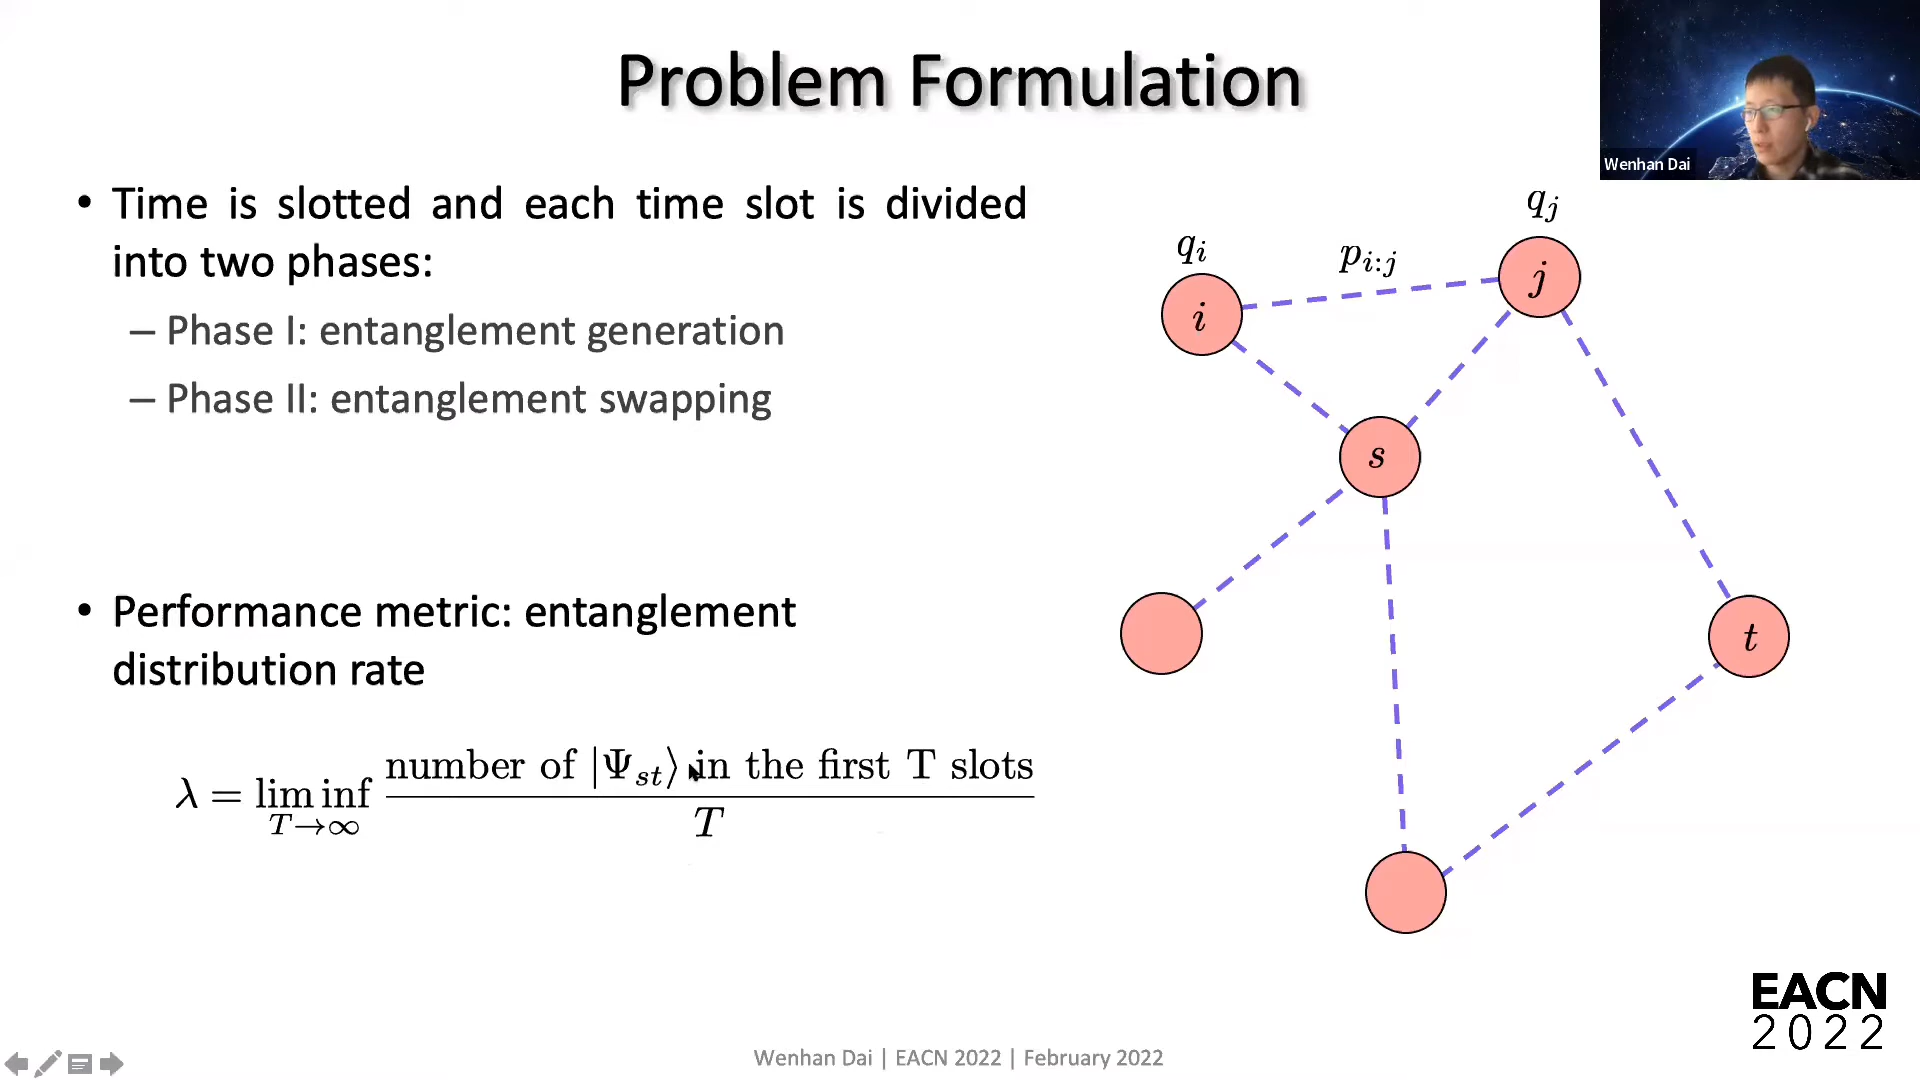 Problem Formulation
Wenhan Dai
• Time is slotted and each time slot is divided
into two phases:
– Phase I: entanglement generation
– Phase II: entanglement swapping
• Performance metric: entanglement
distribution rate
λ = lim inf_{T→∞} number of |Ψ_{st}⟩ in the first T slots / T
q_i
q_j
p_{i:j}
i
j
s
t
EACN
2022
Wenhan Dai | EACN 2022 | February 2022